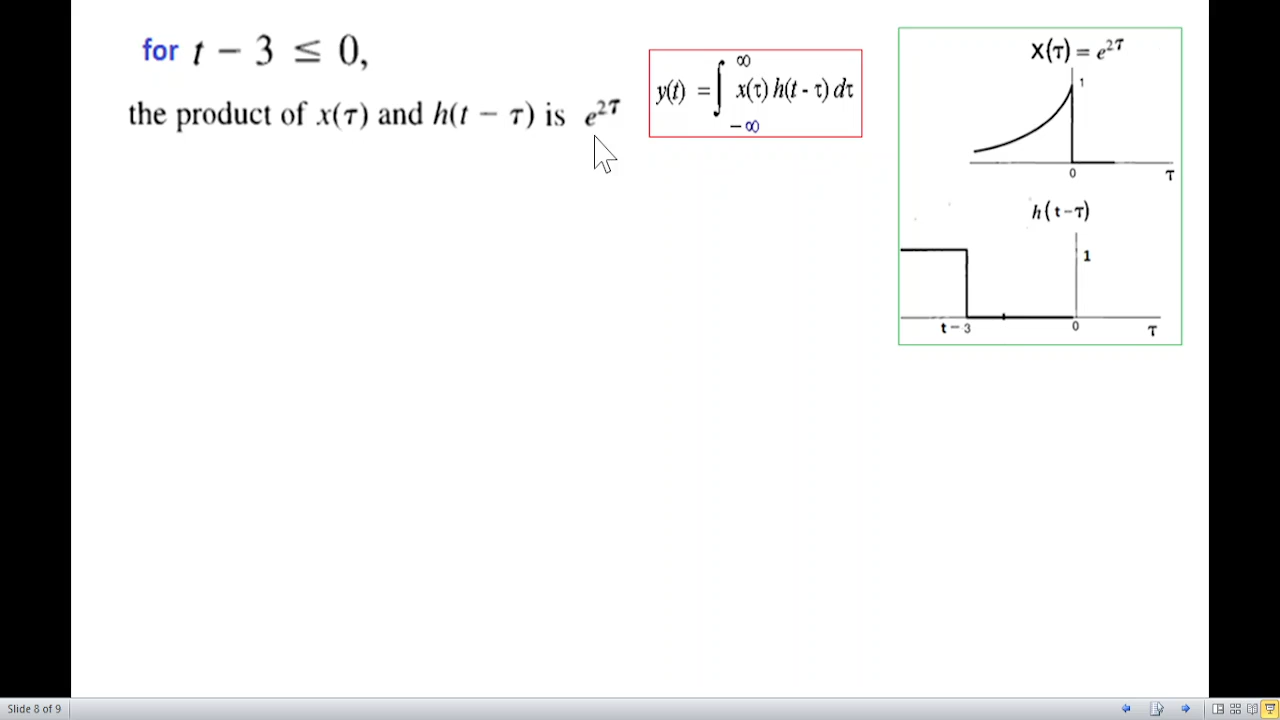 for t − 3 ≤ 0,
the product of x(τ) and h(t − τ) is e^{2τ}
y(t) = ∫_{−∞}^{∞} x(τ) h(t - τ) dτ
X(τ) = e^{2τ}
1
0
τ
h(t−τ)
1
t − 3
0
τ
Slide 8 of 9